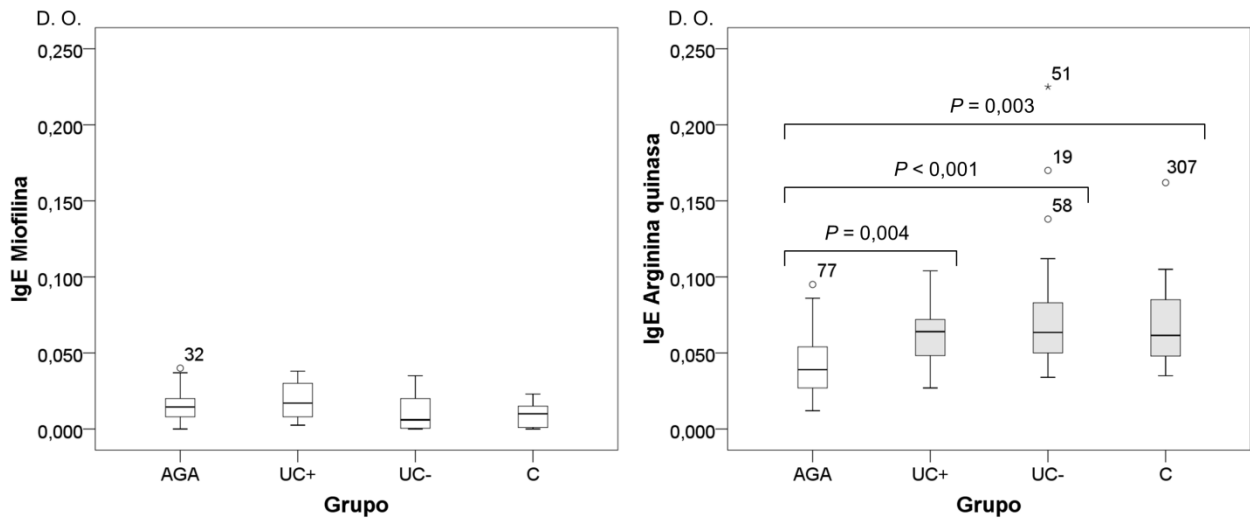 D. O.
0,250
0,200
0,150
0,100
0,050
0,000
IgE Miofilina
32
AGA
UC+
UC-
C
Grupo
D. O.
0,250
0,200
0,150
0,100
0,050
0,000
IgE Arginina quinasa
51
P = 0,003
19
307
P < 0,001
58
P = 0,004
77
AGA
UC+
UC-
C
Grupo